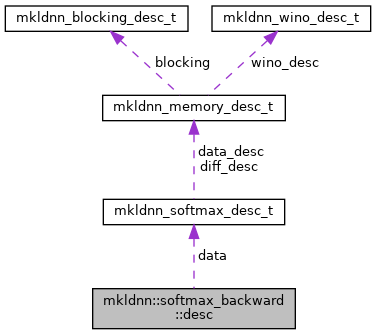 mkldnn_blocking_desc_t
mkldnn_wino_desc_t
blocking
wino_desc
mkldnn_memory_desc_t
data_desc
diff_desc
mkldnn_softmax_desc_t
data
mkldnn::softmax_backward
::desc